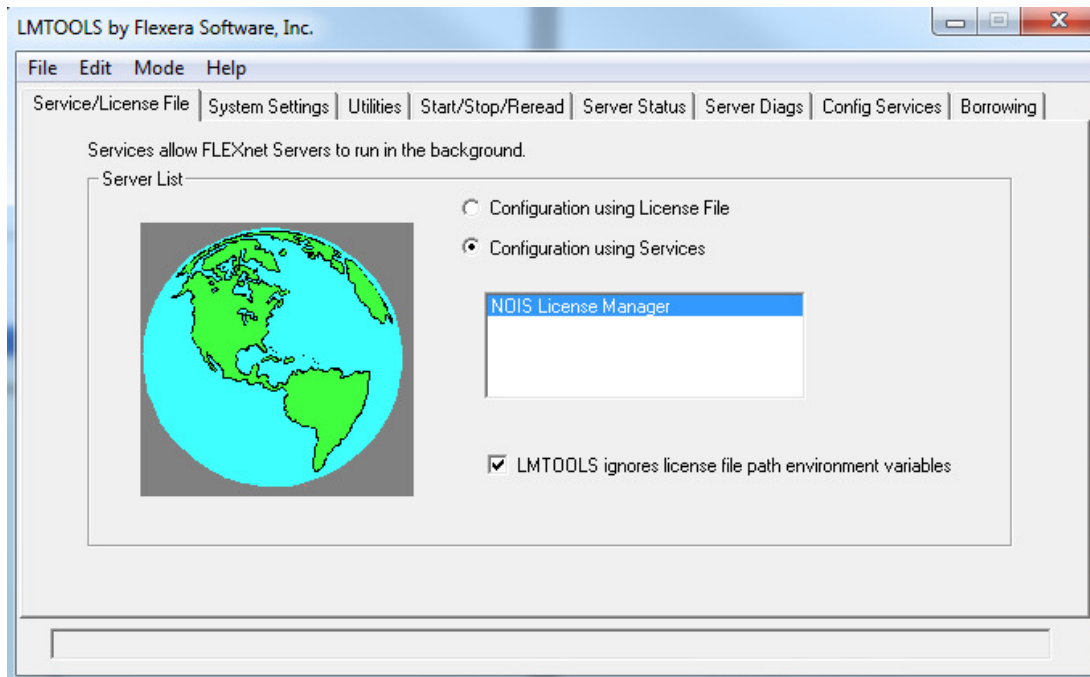 LMTOOLS by Flexera Software, Inc.
File Edit Mode Help
Service/License File System Settings Utilities Start/Stop/Reread Server Status Server Diags Config Services Borrowing
Services allow FLEXnet Servers to run in the background.
Server List
Configuration using License File
Configuration using Services
NOIS License Manager
LMTOOLS ignores license file path environment variables